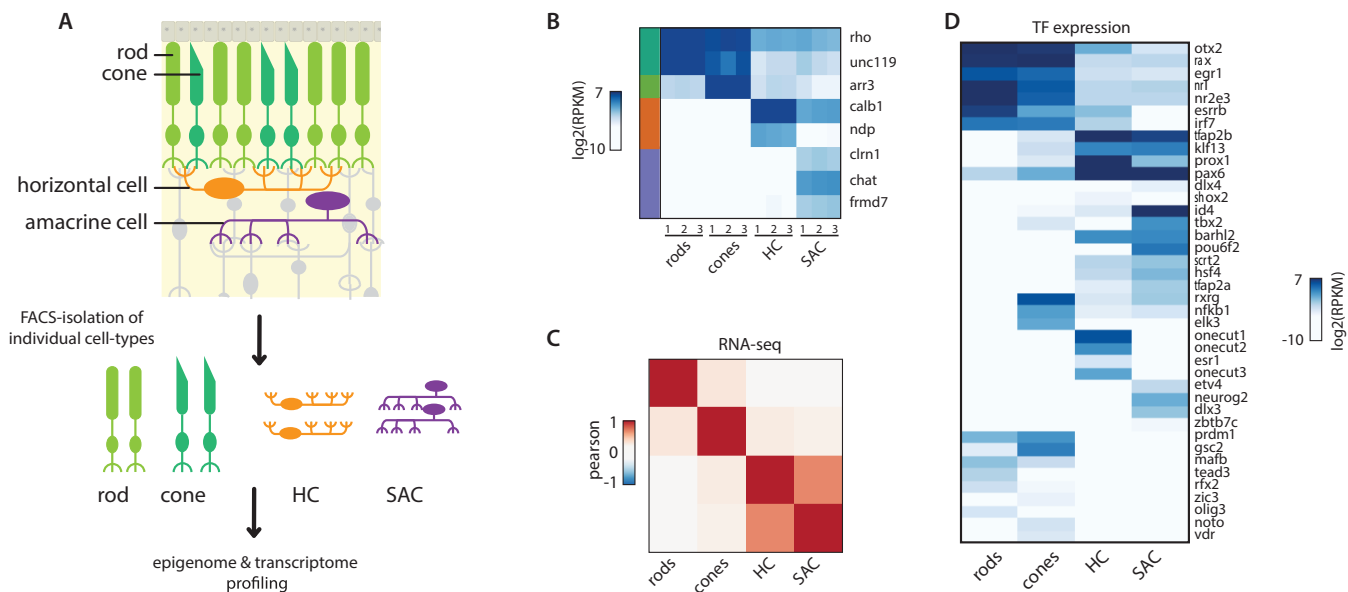 A
rod
cone
horizontal cell
amacrine cell
FACS-isolation of
individual cell-types
rod
cone
HC
SAC
epigenome & transcriptome
profiling
B
7
-10
log2(RPKM)
rho
unc119
arr3
calb1
ndp
clrn1
chat
frmd7
1 2 3 1 2 3 1 2 3 1 2 3
rods
cones
HC
SAC
C
RNA-seq
pearson
1
0
-1
rods
cones
HC
SAC
D
TF expression
otx2
rax
egr1
nrl
nr2e3
esrrb
irf7
tfap2b
klf13
prox1
pax6
dlx4
shox2
id4
tbx2
barhl2
pou6f2
scrt2
hsf4
tfap2a
rxrg
nfkb1
elk3
onecut1
onecut2
esr1
onecut3
etv4
neurog2
dlx3
zbtb7c
prdm1
gsc2
mafb
tead3
rfx2
zic3
olig3
noto
vdr
rods
cones
HC
SAC
7
-10
log2(RPKM)